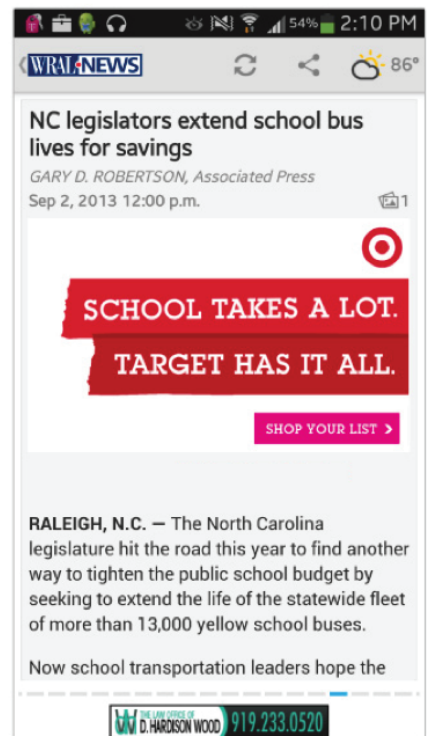 54% 2:10 PM
WRAL NEWS 86°
NC legislators extend school bus
lives for savings
GARY D. ROBERTSON, Associated Press
Sep 2, 2013 12:00 p.m. 1
SCHOOL TAKES A LOT.
TARGET HAS IT ALL.
SHOP YOUR LIST >
RALEIGH, N.C. — The North Carolina
legislature hit the road this year to find another
way to tighten the public school budget by
seeking to extend the life of the statewide fleet
of more than 13,000 yellow school buses.
Now school transportation leaders hope the
THE LAW OFFICE OF
D. HARDISON WOOD 919.233.0520